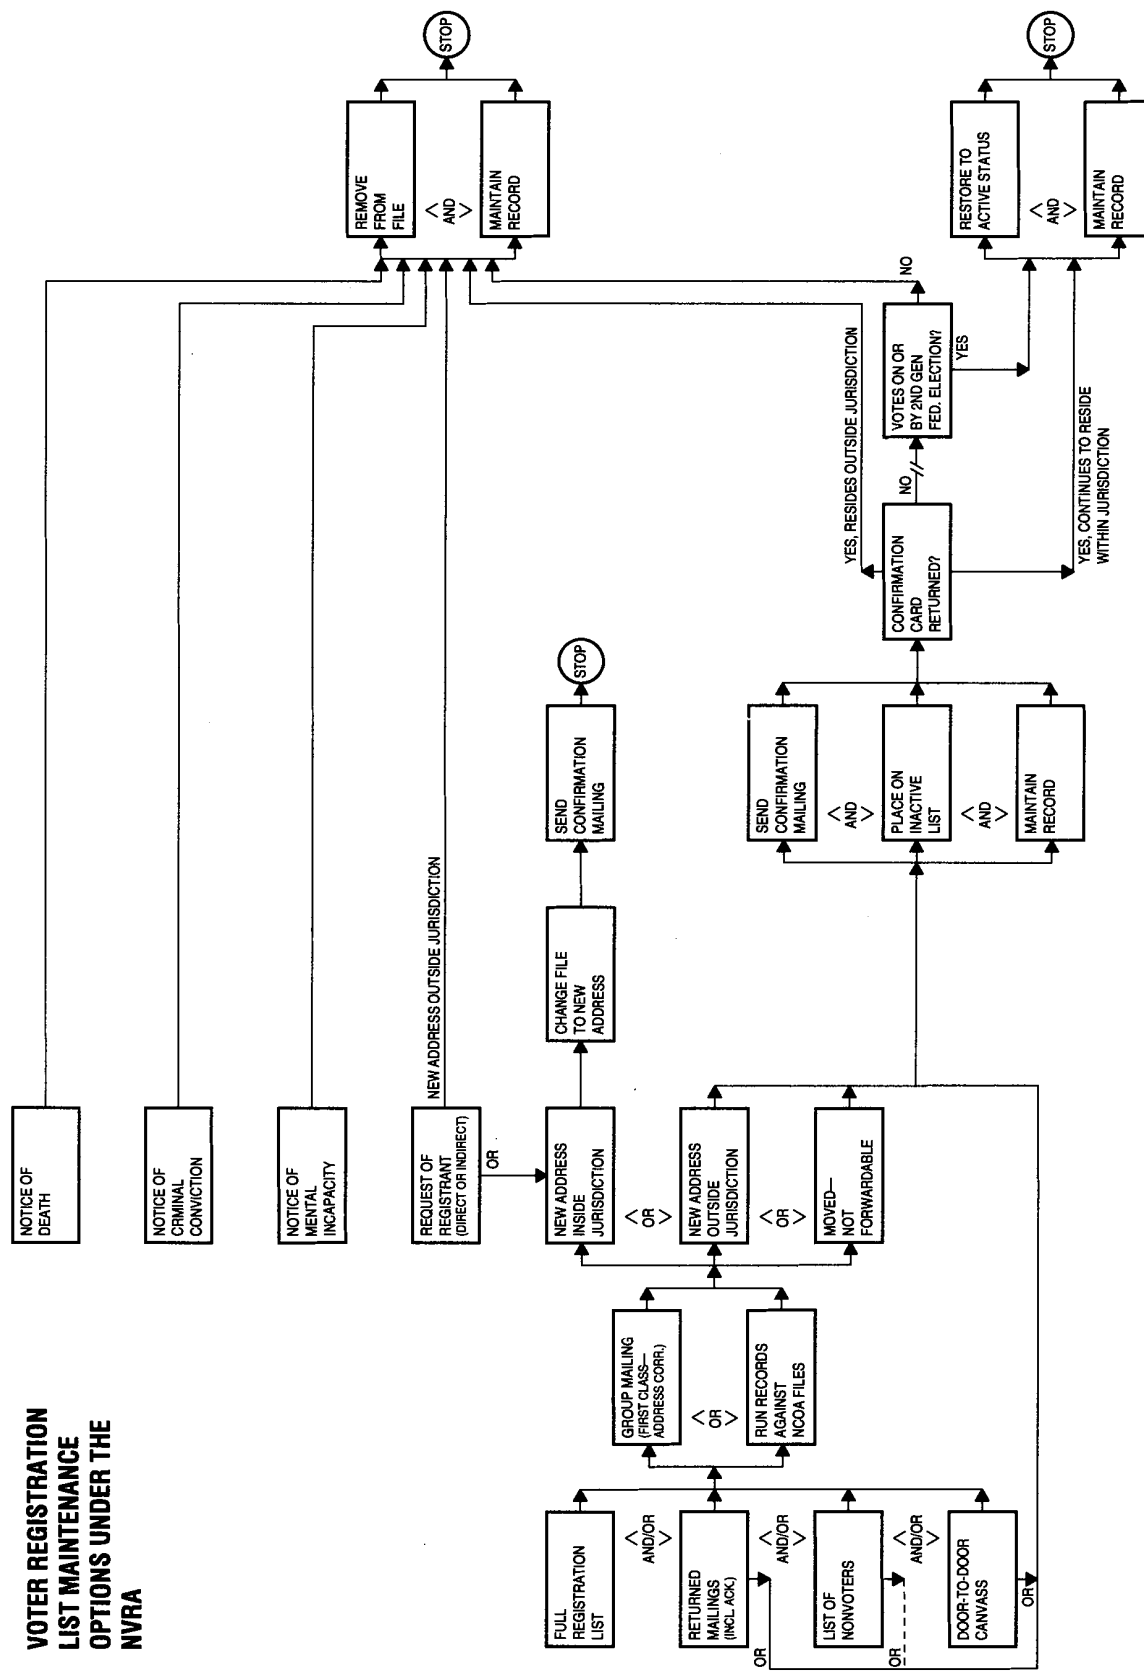 VOTER REGISTRATION
LIST MAINTENANCE
OPTIONS UNDER THE
NVRA
NOTICE OF
DEATH
NOTICE OF
CRMINAL
CONVICTION
NOTICE OF
MENTAL
INCAPACITY
REQUEST OF
REGISTRANT
(DIRECT OR INDIRECT)
NEW ADDRESS OUTSIDE JURISDICTION
OR
REMOVE
FROM
FILE
< AND >
MAINTAIN
RECORD
STOP
FULL
REGISTRATION
LIST
< AND/OR >
RETURNED
MAILINGS
(INCL. ACK.)
OR
< AND/OR >
LIST OF
NONVOTERS
OR
< AND/OR >
DOOR-TO-DOOR
CANVASS
OR
GROUP MAILING
(FIRST CLASS—
ADDRESS CORR.)
< OR >
RUN RECORDS
AGAINST
NCOA FILES
NEW ADDRESS
INSIDE
JURISDICTION
< OR >
NEW ADDRESS
OUTSIDE
JURISDICTION
< OR >
MOVED—
NOT
FORWARDABLE
CHANGE FILE
TO NEW
ADDRESS
SEND
CONFIRMATION
MAILING
STOP
SEND
CONFIRMATION
MAILING
< AND >
PLACE ON
INACTIVE
LIST
< AND >
MAINTAIN
RECORD
CONFIRMATION
CARD
RETURNED?
YES, RESIDES OUTSIDE JURISDICTION
NO
YES, CONTINUES TO RESIDE
WITHIN JURISDICTION
VOTES ON OR
BY 2ND GEN
FED. ELECTION?
NO
YES
RESTORE TO
ACTIVE STATUS
< AND >
MAINTAIN
RECORD
STOP